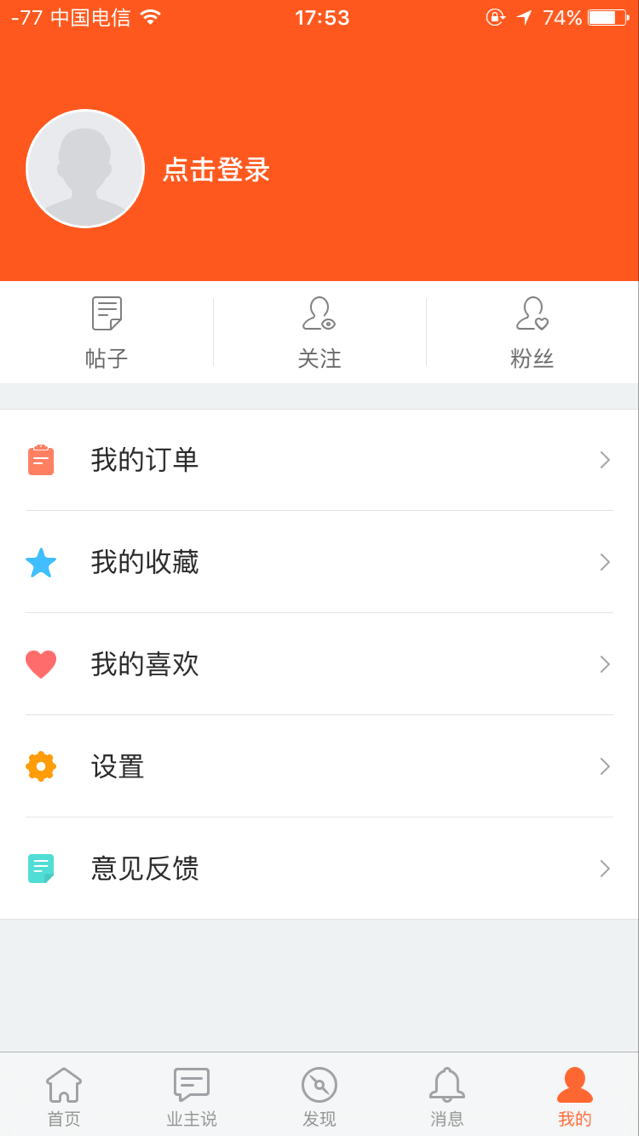 -77 中国电信 17:53 74%
点击登录
帖子 关注 粉丝
我的订单
我的收藏
我的喜欢
设置
意见反馈
首页 业主说 发现 消息 我的